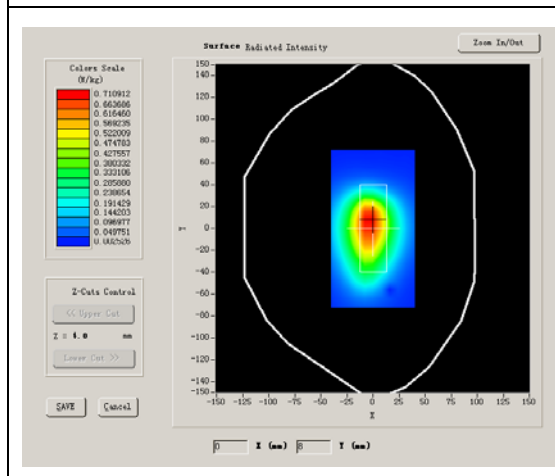 Surface Radiated Intensity
Zoom In/Out
Colors Scale
(W/kg)
0.710912
0.663686
0.616460
0.569235
0.522009
0.474783
0.427557
0.380332
0.333106
0.285880
0.238654
0.191429
0.144203
0.096977
0.049751
0.002526
Z-Cuts Control
<< Upper Cut
Z = 4.0 mm
Lower Cut >>
SAVE
Cancel
150
140
120
100
80
60
40
20
0
-20
-40
-60
-80
-100
-120
-140
-150
Y
-150 -125 -100 -75 -50 -25 0 25 50 75 100 125 150
X
0 X (mm) 8 Y (mm)